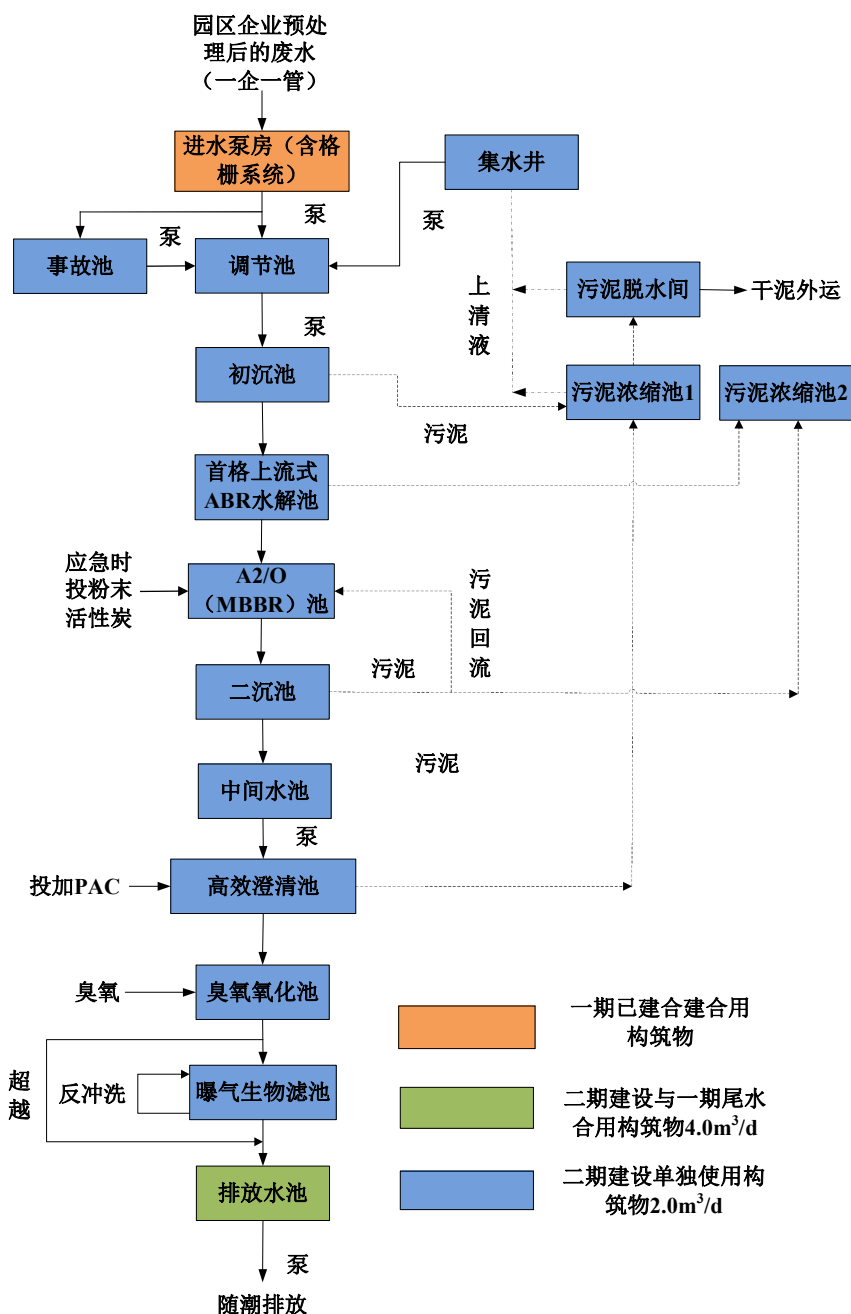 园区企业预处
理后的废水
（一企一管）
进水泵房（含格
栅系统）
集水井
泵
泵
泵
事故池
调节池
污泥脱水间
干泥外运
上
清
液
泵
初沉池
污泥浓缩池1
污泥浓缩池2
污泥
首格上流式
ABR水解池
应急时
投粉末
活性炭
A2/O
（MBBR）池
污
泥
回
流
污泥
二沉池
污泥
中间水池
泵
投加PAC
高效澄清池
臭氧
臭氧氧化池
一期已建合建合用
构筑物
超
越
反冲洗
曝气生物滤池
二期建设与一期尾水
合用构筑物4.0m³/d
排放水池
二期建设单独使用构
筑物2.0m³/d
泵
随潮排放